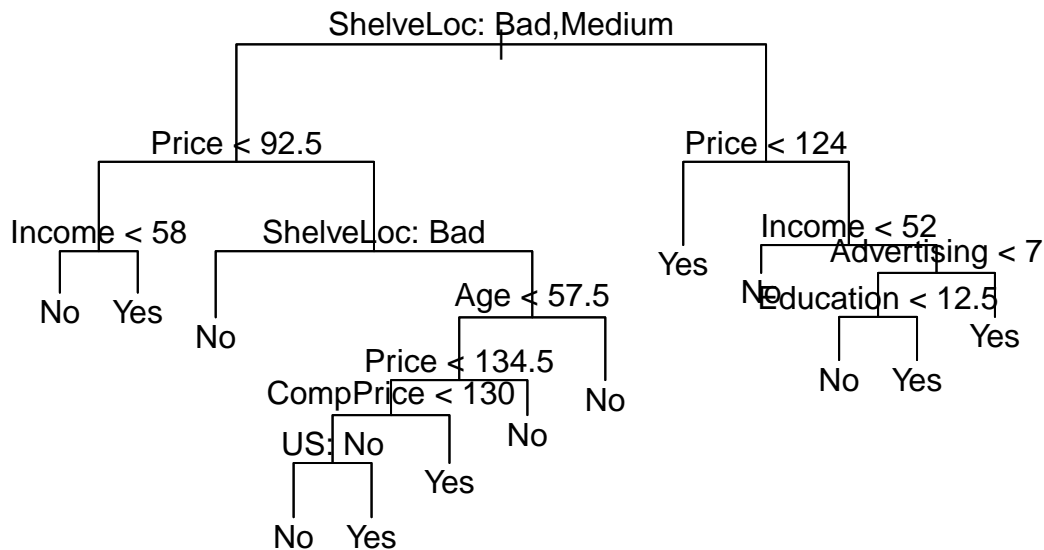 ShelveLoc: Bad,Medium
Price < 92.5
Price < 124
Income < 58
ShelveLoc: Bad
Income < 52
Advertising < 7
Yes
No
Yes
No
Age < 57.5
No
Education < 12.5
Yes
Price < 134.5
No
Yes
CompPrice < 130
No
No
US: No
Yes
No
Yes